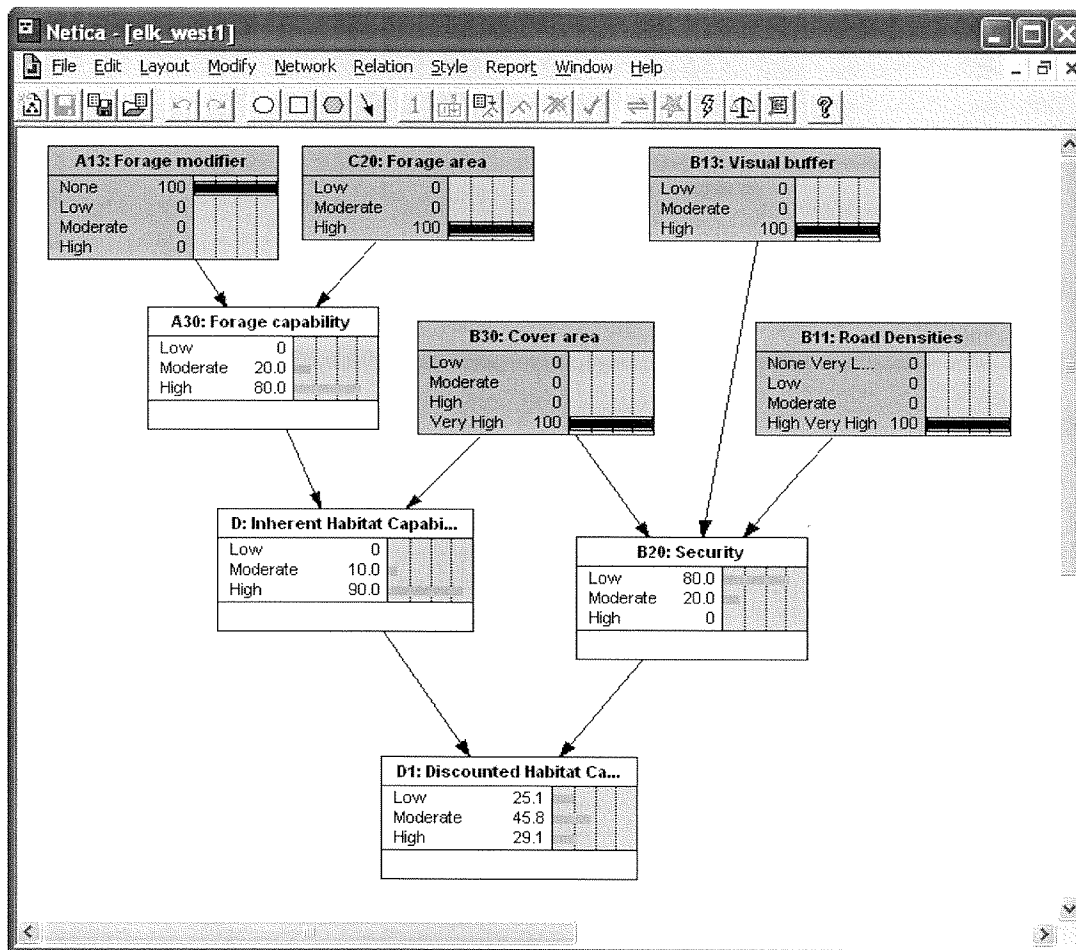 Netica - [elk_west1]
File Edit Layout Modify Network Relation Style Report Window Help
A13: Forage modifier
None 100
Low 0
Moderate 0
High 0
C20: Forage area
Low 0
Moderate 0
High 100
B13: Visual buffer
Low 0
Moderate 0
High 100
A30: Forage capability
Low 0
Moderate 20.0
High 80.0
B30: Cover area
Low 0
Moderate 0
High 0
Very High 100
B11: Road Densities
None Very L... 0
Low 0
Moderate 0
High Very High 100
D: Inherent Habitat Capabi...
Low 0
Moderate 10.0
High 90.0
B20: Security
Low 80.0
Moderate 20.0
High 0
D1: Discounted Habitat Ca...
Low 25.1
Moderate 45.8
High 29.1